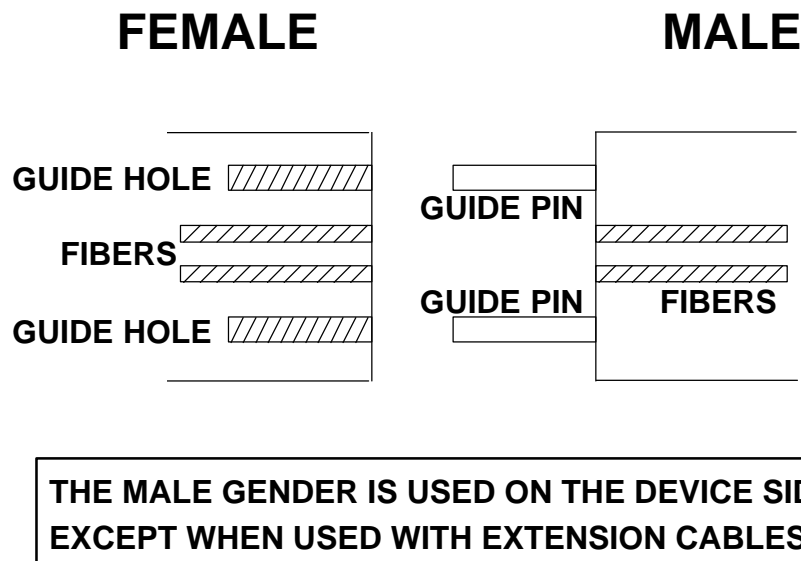 FEMALE MALE
GUIDE HOLE
GUIDE PIN
FIBERS
GUIDE PIN FIBERS
GUIDE HOLE
THE MALE GENDER IS USED ON THE DEVICE
EXCEPT WHEN USED WITH EXTENSION CABLES